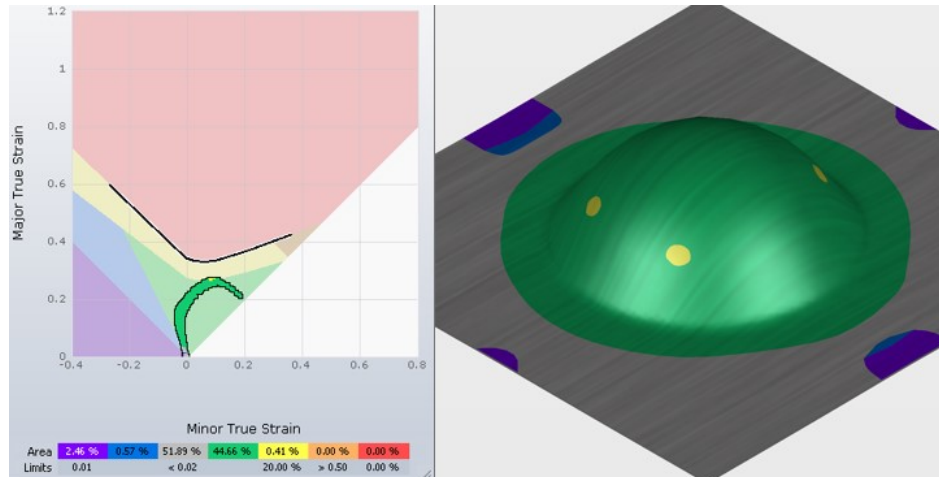 1.2
1
0.8
0.6
0.4
0.2
0
Major True Strain
-0.4 -0.2 0 0.2 0.4 0.6 0.8
Minor True Strain
Area 2.46 % 0.57 % 51.89 % 44.66 % 0.41 % 0.00 % 0.00 %
Limits 0.01 < 0.02 20.00 % > 0.50 0.00 %